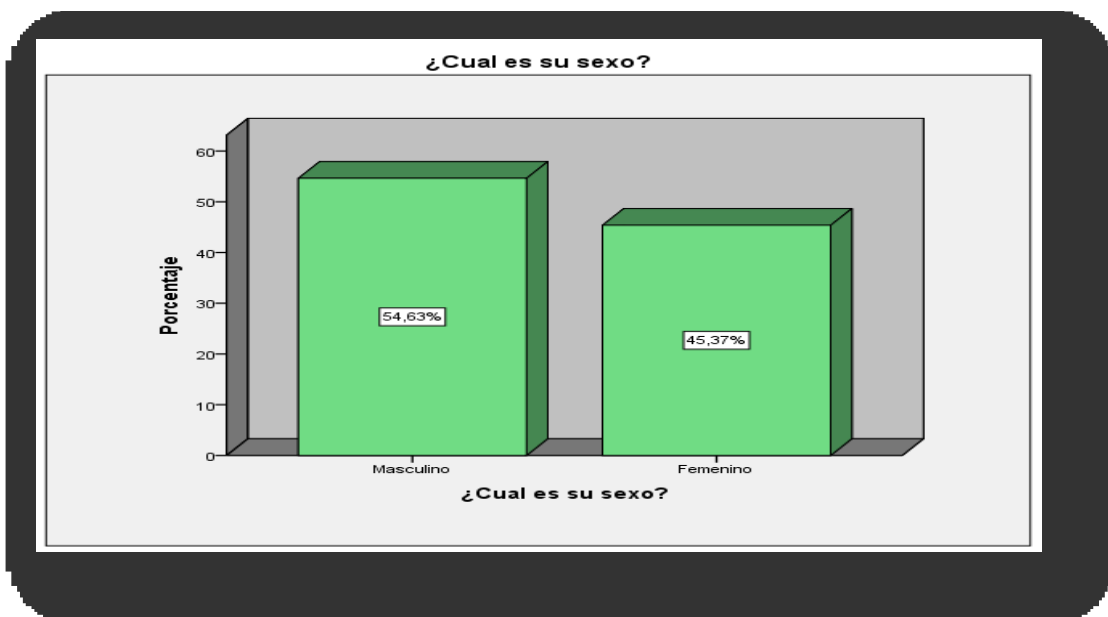 ¿Cual es su sexo?
Porcentaje
60
50
40
30
20
10
0
54,63%
45,37%
Masculino
Femenino
¿Cual es su sexo?